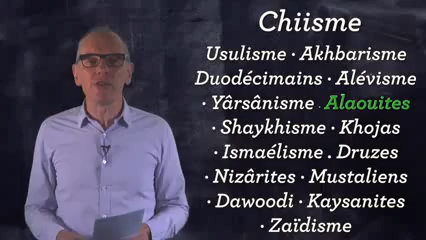 Chiisme
Usulisme · Akhbarisme
Duodécimains · Alévisme
· Yârsânisme . Alaouites
· Shaykhisme · Khojas
· Ismaélisme . Druzes
· Nizârites · Mustaliens
· Dawoodi · Kaysanites
· Zaïdisme